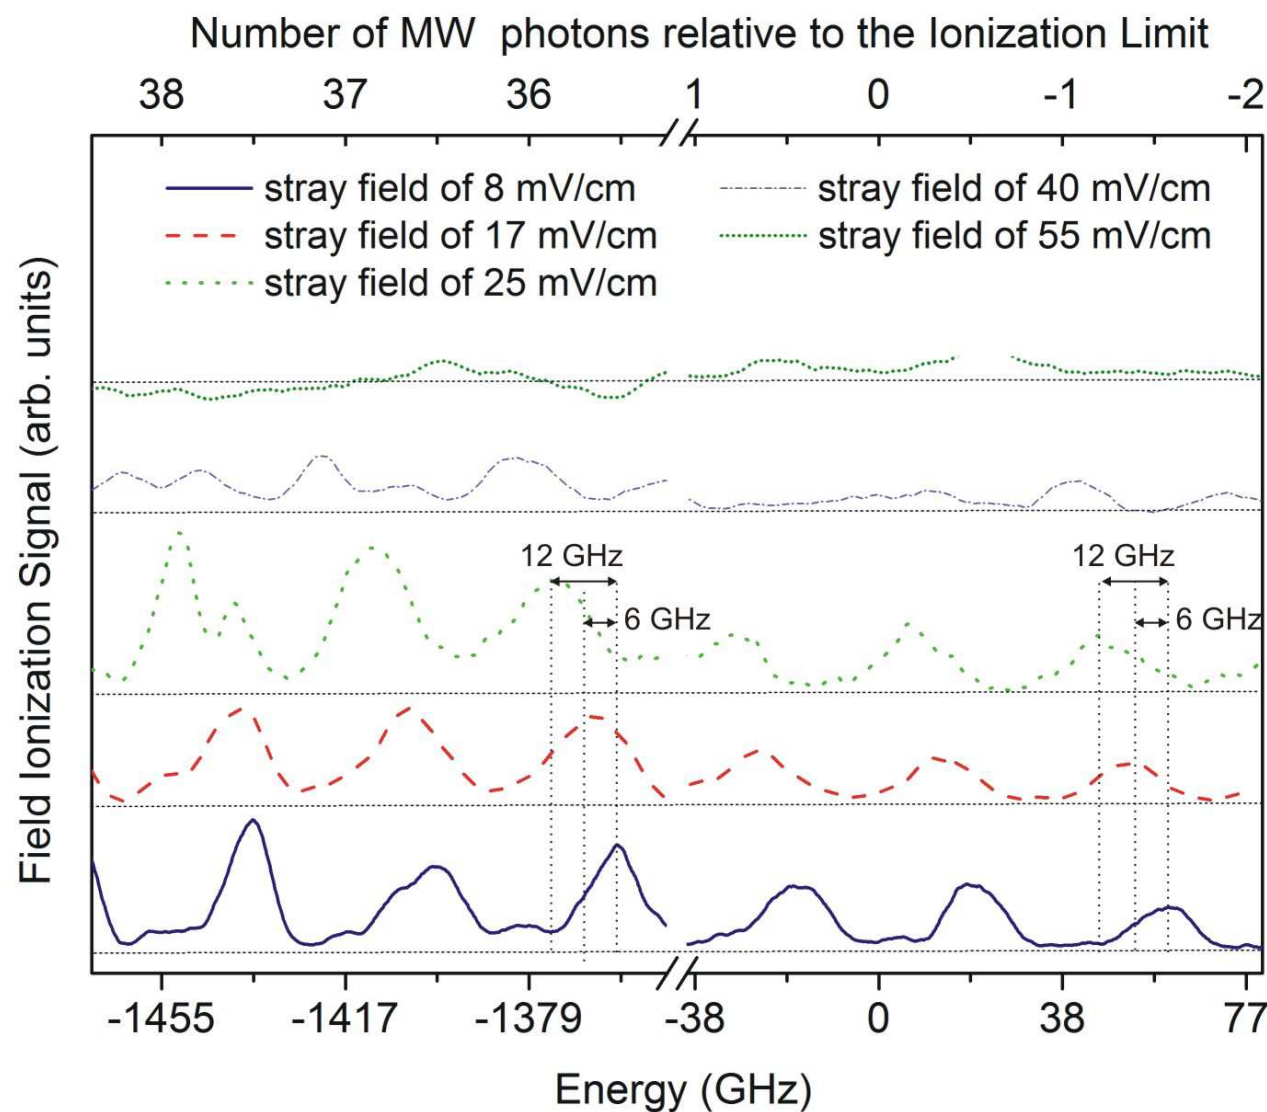 Number of MW photons relative to the Ionization Limit
38 37 36 1 0 -1 -2
stray field of 8 mV/cm stray field of 40 mV/cm
stray field of 17 mV/cm stray field of 55 mV/cm
stray field of 25 mV/cm
Field Ionization Signal (arb. units)
12 GHz 12 GHz
6 GHz 6 GHz
-1455 -1417 -1379 -38 0 38 77
Energy (GHz)